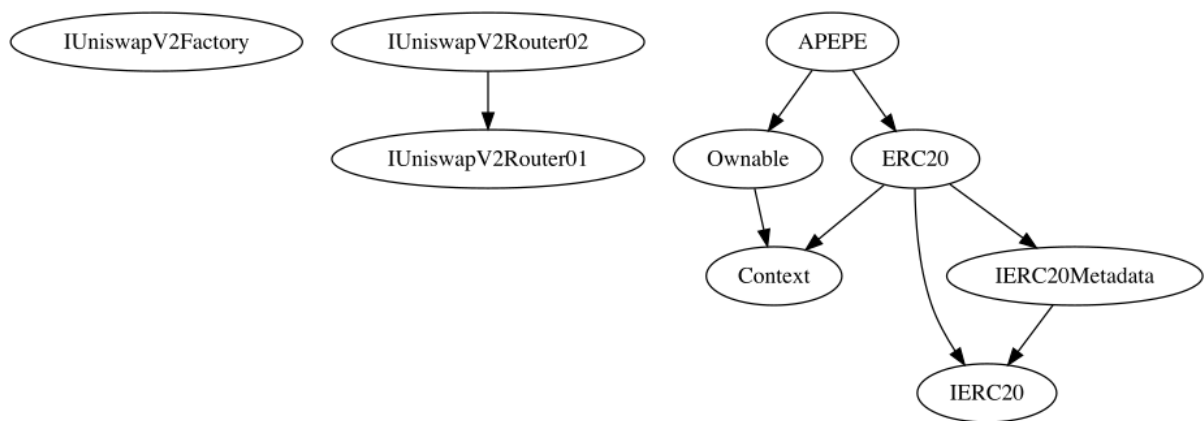 IUniswapV2Factory
IUniswapV2Router02
APEPE
IUniswapV2Router01
Ownable
ERC20
Context
IERC20Metadata
IERC20